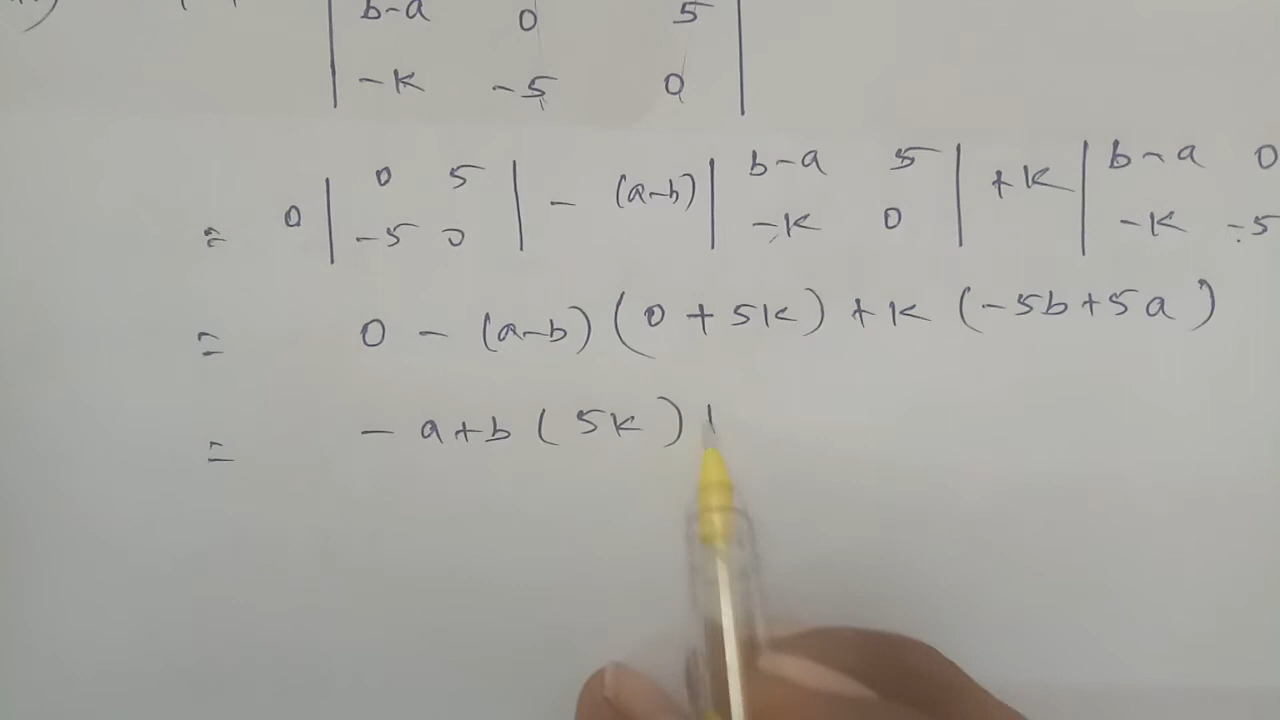 | b-a 0 5 |
| -k -5 0 |
= 0 | 0 5 | - (a-b) | b-a 5 | + k | b-a 0
| -5 0 | | -k 0 | | -k -5
= 0 - (a-b) (0 + 5k) + k (-5b + 5a)
= - a + b ( 5k )